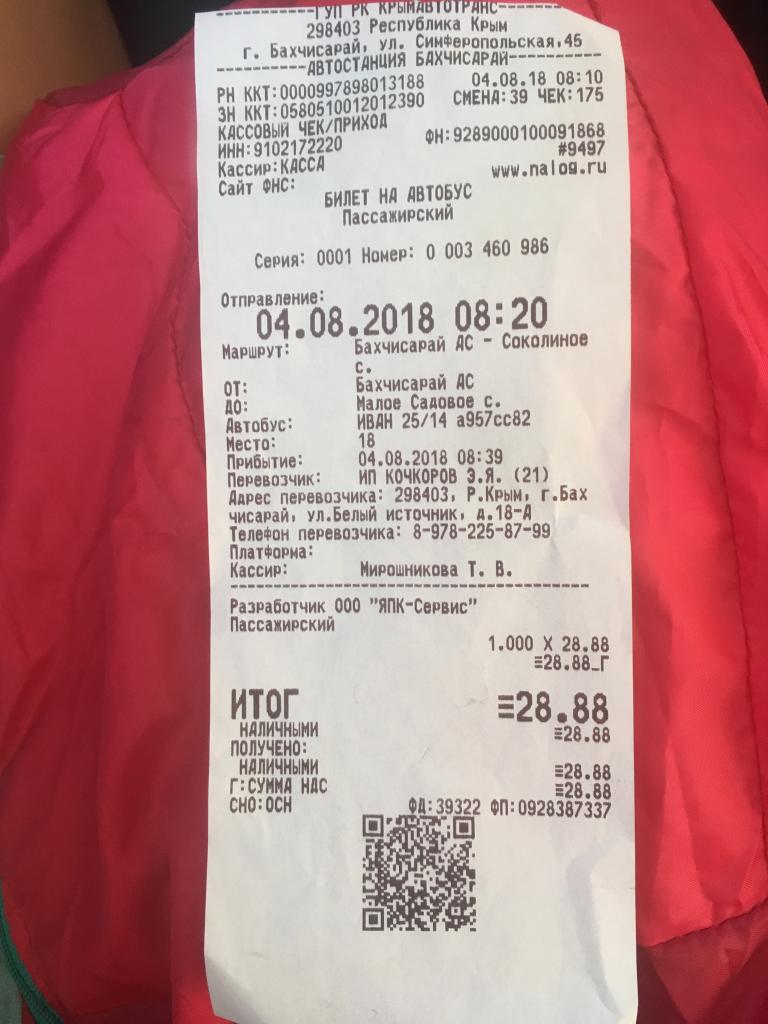 -------ГУП РК КРЫМАВТОТРАНС-------
298403 Республика Крым
г. Бахчисарай, ул. Симферопольская,45
----------АВТОСТАНЦИЯ БАХЧИСАРАЙ----------
РН ККТ:0000997898013188 04.08.18 08:10
ЗН ККТ:0580510012012390 СМЕНА:39 ЧЕК:175
КАССОВЫЙ ЧЕК/ПРИХОД
ИНН:9102172220 ФН:9289000100091868
Кассир:КАССА #9497
Сайт ФНС: www.nalog.ru
БИЛЕТ НА АВТОБУС
Пассажирский
Серия: 0001 Номер: 0 003 460 986
Отправление:
04.08.2018 08:20
Маршрут: Бахчисарай АС - Соколиное
с.
ОТ: Бахчисарай АС
ДО: Малое Садовое с.
Автобус: ИВАН 25/14 а957сс82
Место: 18
Прибытие: 04.08.2018 08:39
Перевозчик: ИП КОЧКОРОВ Э.Я. (21)
Адрес перевозчика: 298403, Р.Крым, г.Бах
чисарай, ул.Белый источник, д.18-А
Телефон перевозчика: 8-978-225-87-99
Платформа:
Кассир: Мирошникова Т. В.
----------------------------------------
Разработчик ООО "ЯПК-Сервис"
Пассажирский
1.000 X 28.88
≡28.88_Г
ИТОГ ≡28.88
НАЛИЧНЫМИ ≡28.88
ПОЛУЧЕНО:
НАЛИЧНЫМИ ≡28.88
Г:СУММА НДС ≡28.88
СНО:ОСН ФД:39322 ФП:0928387337